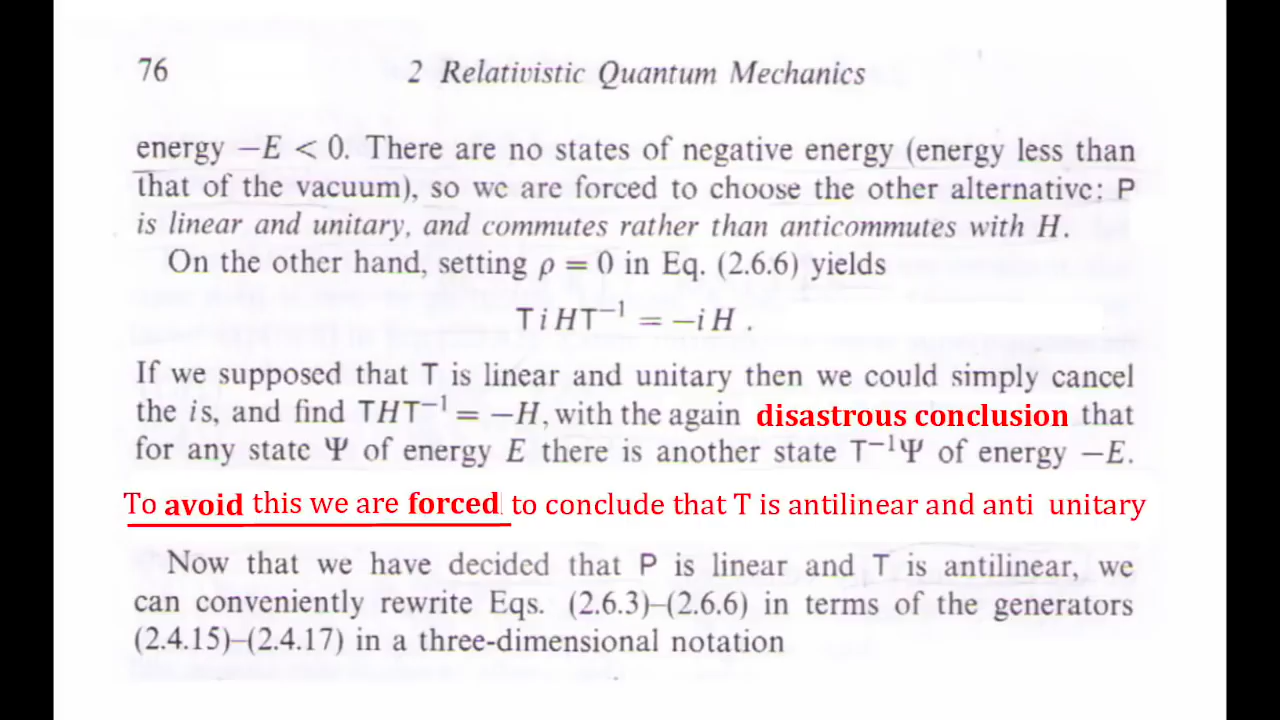 76 2 Relativistic Quantum Mechanics
energy −E < 0. There are no states of negative energy (energy less than
that of the vacuum), so we are forced to choose the other alternative: P
is linear and unitary, and commutes rather than anticommutes with H.
On the other hand, setting ρ = 0 in Eq. (2.6.6) yields
T i H T⁻¹ = −i H .
If we supposed that T is linear and unitary then we could simply cancel
the is, and find THT⁻¹ = −H, with the again disastrous conclusion that
for any state Ψ of energy E there is another state T⁻¹Ψ of energy −E.
To avoid this we are forced to conclude that T is antilinear and anti unitary
Now that we have decided that P is linear and T is antilinear, we
can conveniently rewrite Eqs. (2.6.3)–(2.6.6) in terms of the generators
(2.4.15)–(2.4.17) in a three-dimensional notation